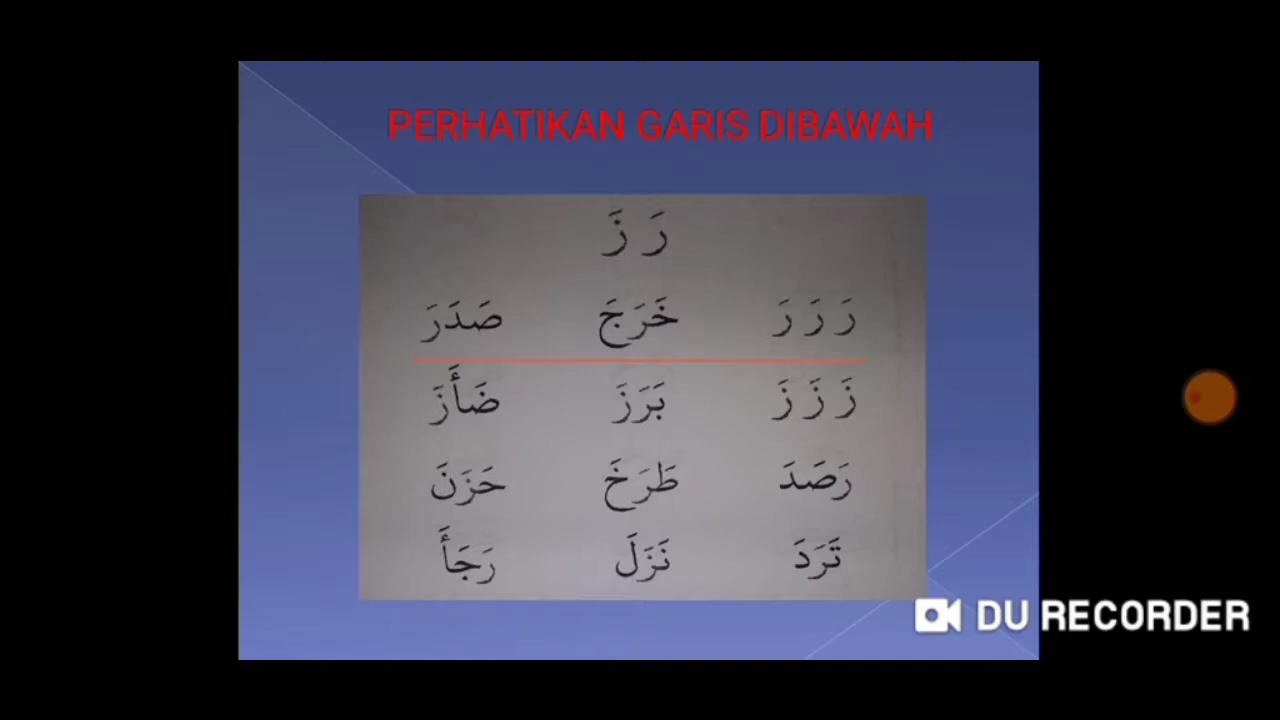 PERHATIKAN GARIS DIBAWAH
رَ زَ
رَ رَ رَ خَرَجَ صَدَرَ
زَ زَ زَ بَرَزَ ضَأَزَ
رَصَدَ طَرَخَ حَزَنَ
تَرَدَ نَزَلَ رَجَأَ
DU RECORDER